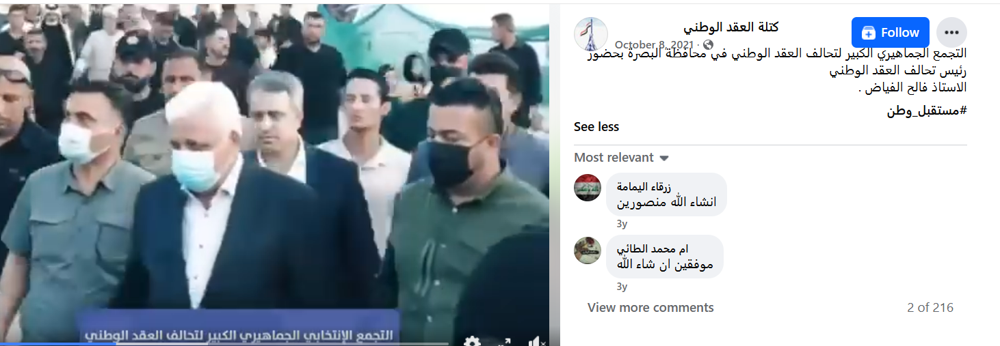 التجمع الإنتخابي الجماهيري الكبير لتحالف العقد الوطني
كتلة العقد الوطني
Follow
October 8, 2021
التجمع الجماهيري الكبير لتحالف العقد الوطني في محافظة البصرة بحضور
رئيس تحالف العقد الوطني
الاستاذ فالح الفياض .
#مستقبل_وطن
See less
Most relevant
زرقاء اليمامة
انشاء الله منصورين
3y
ام محمد الطائي
موفقين ان شاء الله
3y
View more comments
2 of 216